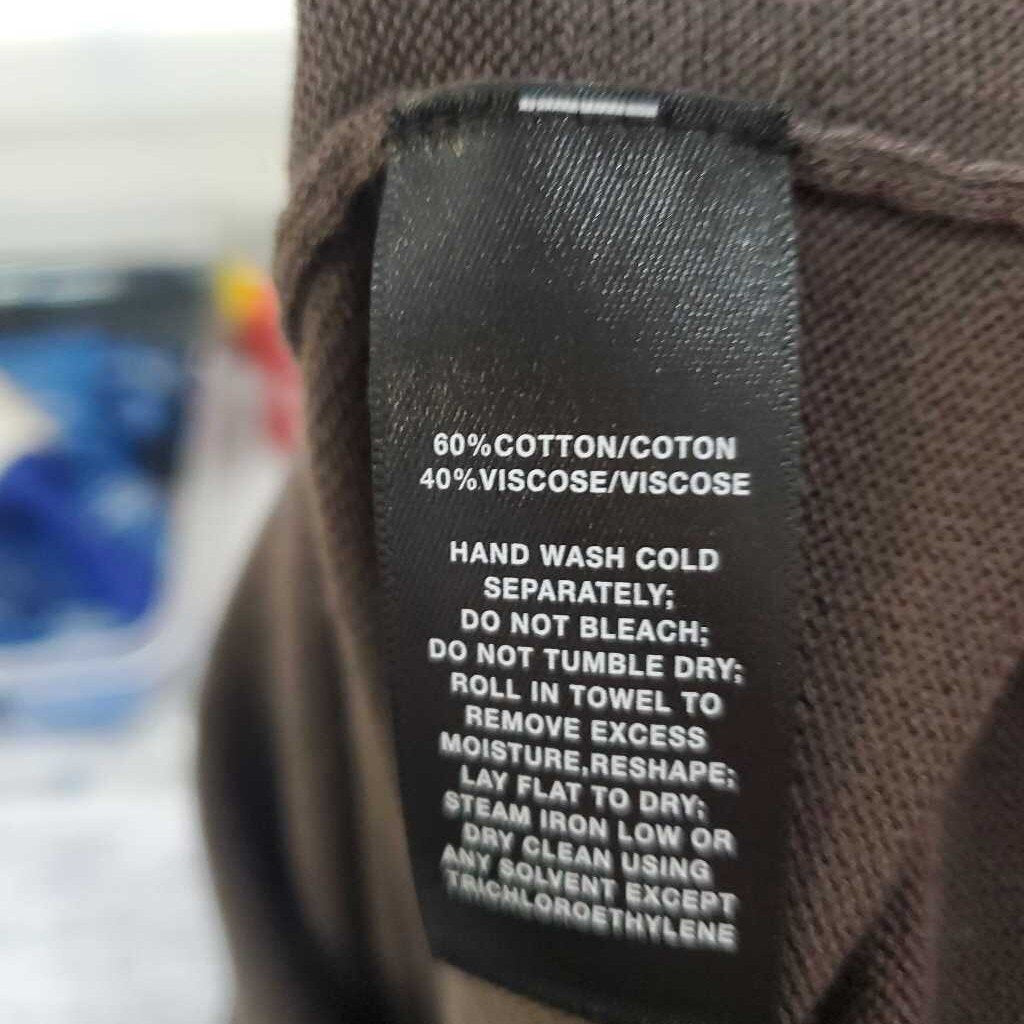 60%COTTON/COTON
40%VISCOSE/VISCOSE
HAND WASH COLD
SEPARATELY;
DO NOT BLEACH;
DO NOT TUMBLE DRY;
ROLL IN TOWEL TO
REMOVE EXCESS
MOISTURE,RESHAPE;
LAY FLAT TO DRY;
STEAM IRON LOW OR
DRY CLEAN USING
ANY SOLVENT EXCEPT
TRICHLOROETHYLENE